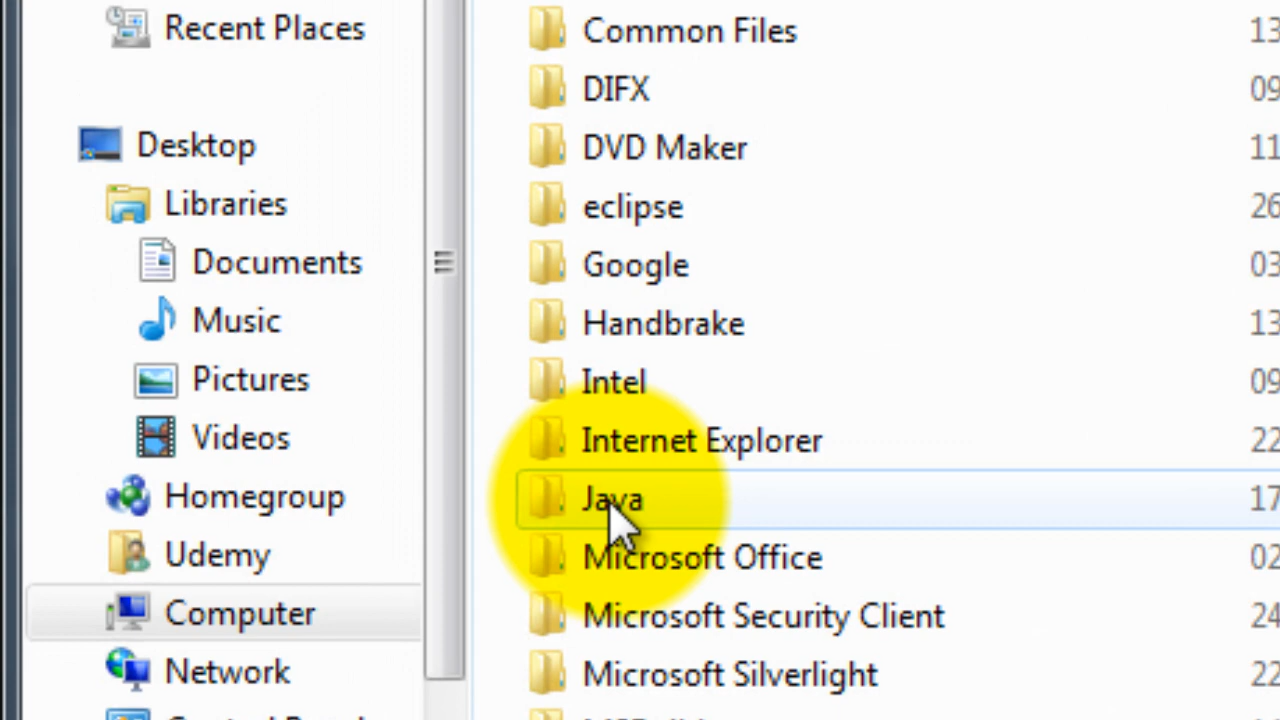 Recent Places
Desktop
Libraries
Documents
Music
Pictures
Videos
Homegroup
Udemy
Computer
Network
Common Files
13
DIFX
09
DVD Maker
11
eclipse
26
Google
03
Handbrake
13
Intel
09
Internet Explorer
22
Java
17
Microsoft Office
02
Microsoft Security Client
24
Microsoft Silverlight
22